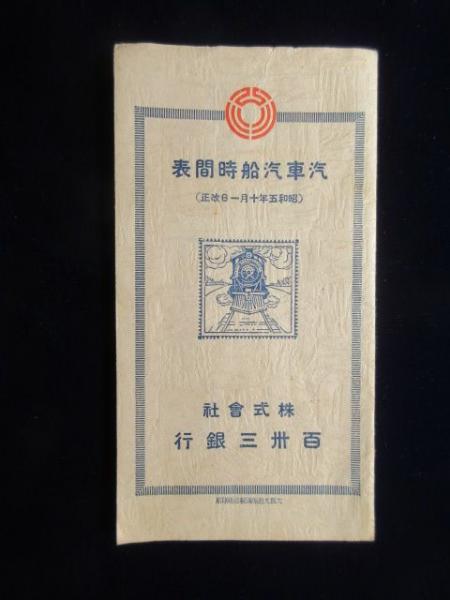 汽車汽船時間表
(昭和五年十月一日改正)
株式會社
百卅三銀行